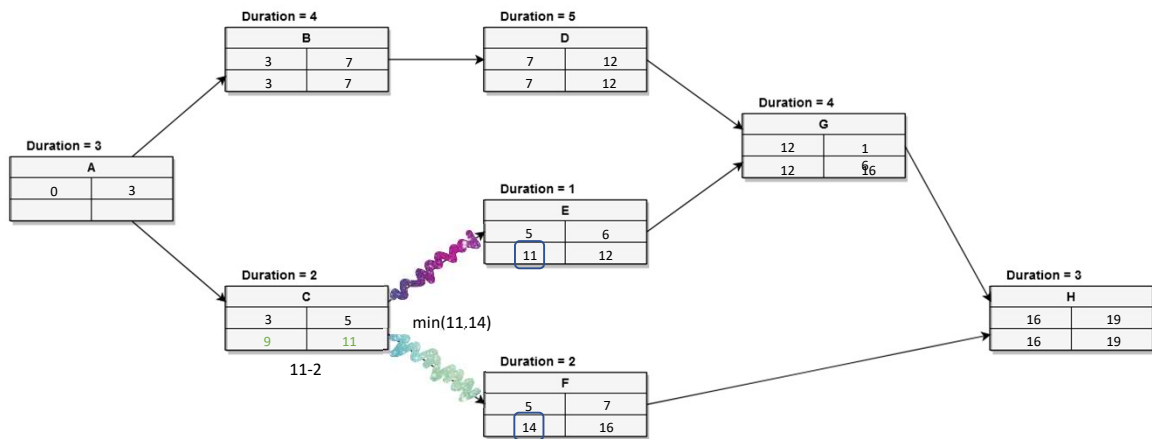 Duration = 4
B
3 7
3 7
Duration = 5
D
7 12
7 12
Duration = 4
G
12 1
6
12 16
Duration = 3
A
0 3
Duration = 1
E
5 6
11 12
Duration = 2
C
3 5
9 11
11-2
min(11,14)
Duration = 2
F
5 7
14 16
Duration = 3
H
16 19
16 19